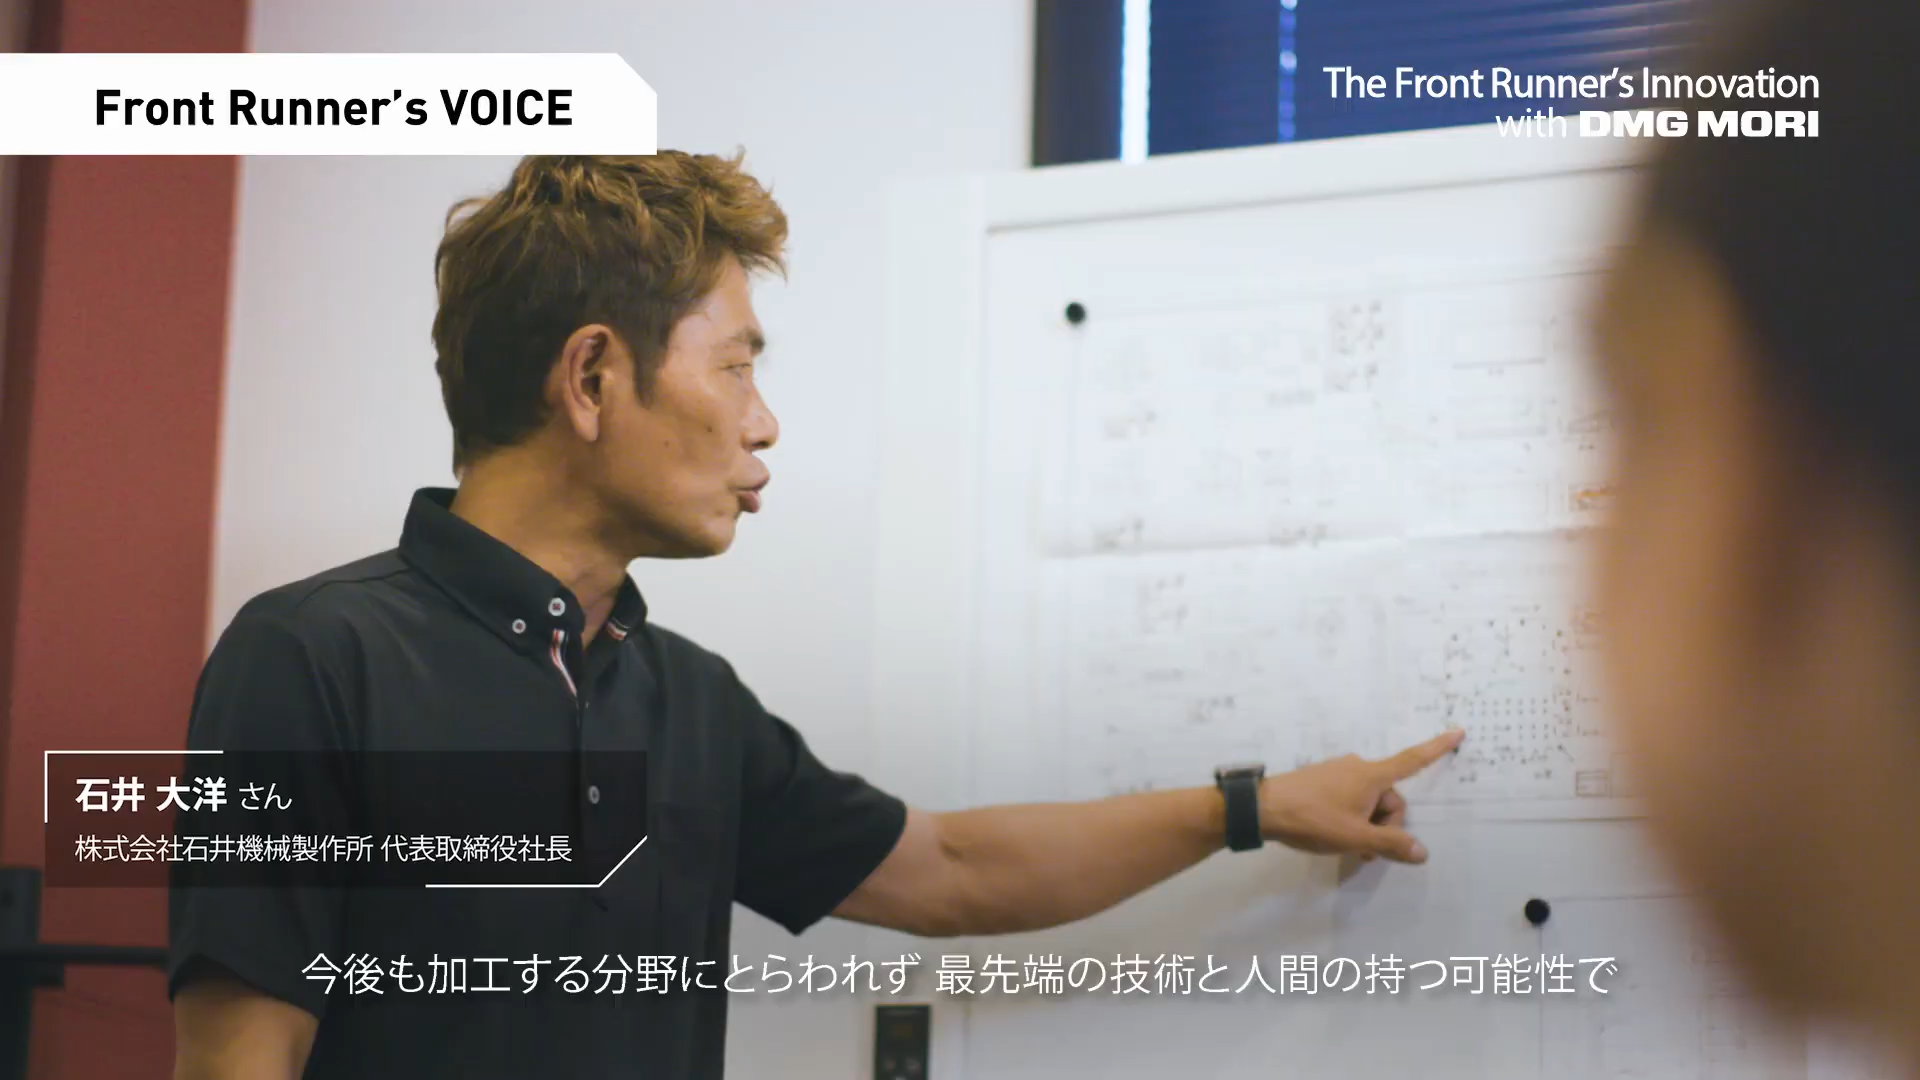 Front Runner’s VOICE
The Front Runner’s Innovation
with DMG MORI
石井 大洋 さん
株式会社石井機械製作所 代表取締役社長
今後も加工する分野にとらわれず 最先端の技術と人間の持つ可能性で